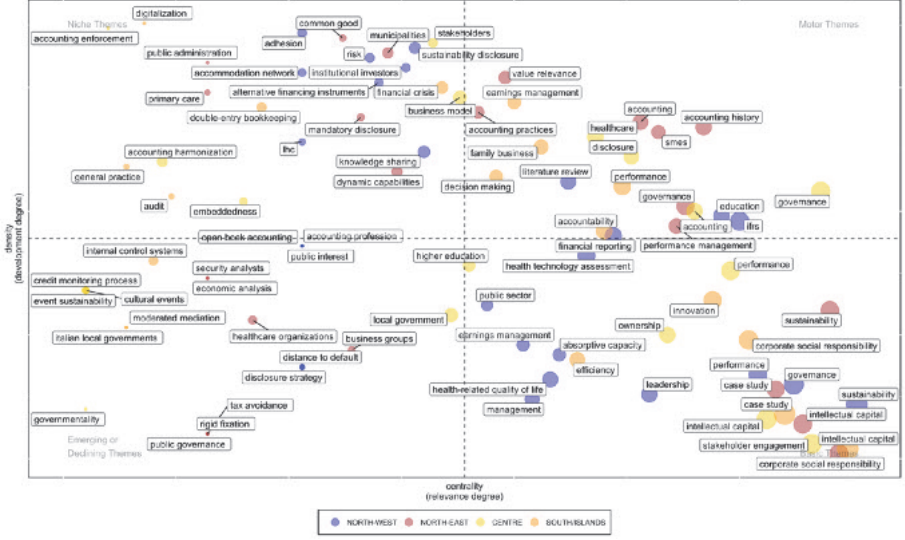 digitalization
Niche Themes
common good
Motor Themes
accounting enforcement
adhesion
municipalities
stakeholders
public administration
risk
sustainability disclosure
accommodation network
institutional investors
value relevance
alternative financing instruments
financial crisis
earnings management
primary care
business model
accounting
double-entry bookkeeping
accounting history
mandatory disclosure
accounting practices
healthcare
smes
lhc
disclosure
accounting harmonization
knowledge sharing
family business
general practice
dynamic capabilities
literature review
decision making
performance
governance
governance
audit
embeddedness
education
accountability
accounting
ifrs
open-book accounting
accounting profession
financial reporting
performance management
internal control systems
public interest
higher education
health technology assessment
performance
security analysts
credit monitoring process
economic analysis
event sustainability
cultural events
public sector
innovation
moderated mediation
local government
sustainability
italian local governments
healthcare organizations
business groups
earnings management
ownership
absorptive capacity
corporate social responsibility
distance to default
efficiency
performance
governance
disclosure strategy
health-related quality of life
leadership
case study
sustainability
tax avoidance
management
case study
intellectual capital
governmentality
rigid fixation
intellectual capital
Emerging or
Declining Themes
public governance
stakeholder engagement
intellectual capital
corporate social responsibility
density
(development degree)
centrality
(relevance degree)
NORTH-WEST
NORTH-EAST
CENTRE
SOUTH/ISLANDS